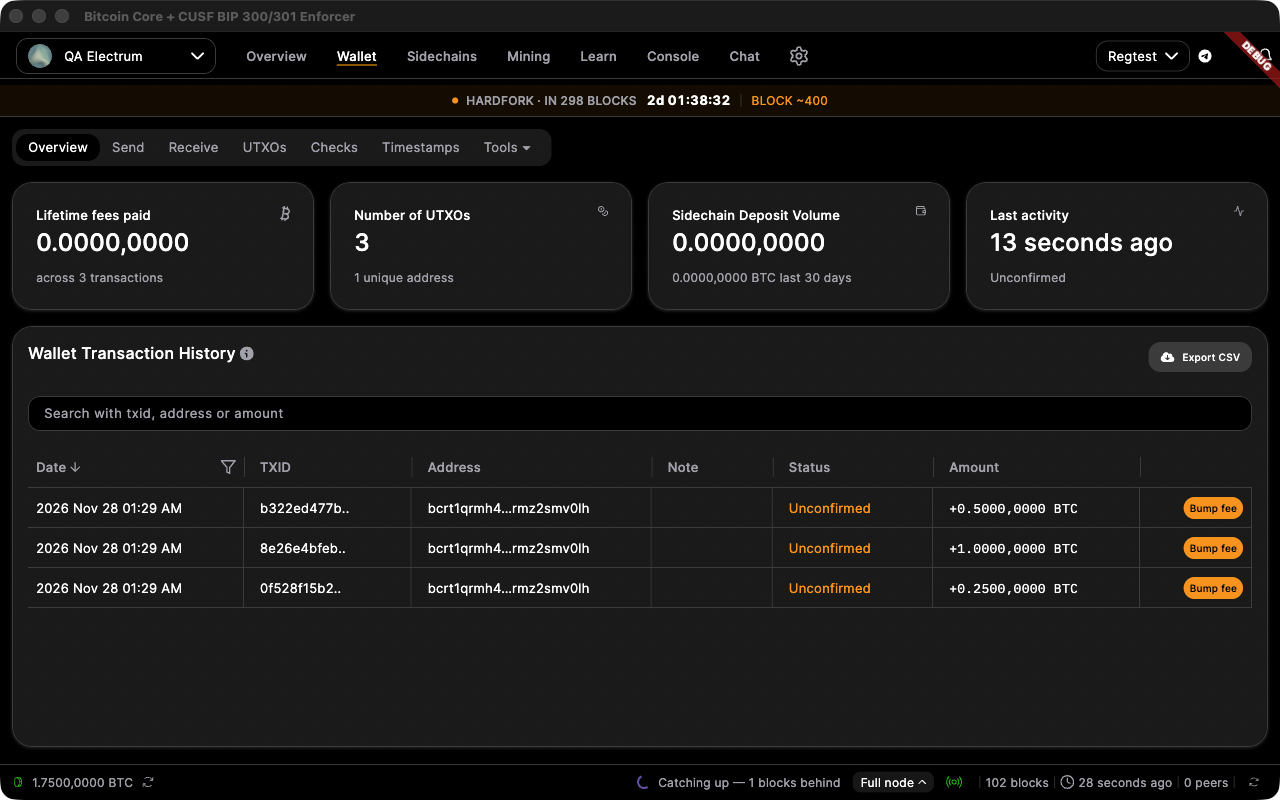 Bitcoin Core + CUSF BIP 300/301 Enforcer
QA Electrum
Overview
Wallet
Sidechains
Mining
Learn
Console
Chat
Regtest
DEBUG
HARDFORK · IN 298 BLOCKS 2d 01:38:32 BLOCK ~400
Overview
Send
Receive
UTXOs
Checks
Timestamps
Tools
Lifetime fees paid
0.0000,0000
across 3 transactions
Number of UTXOs
3
1 unique address
Sidechain Deposit Volume
0.0000,0000
0.0000,0000 BTC last 30 days
Last activity
13 seconds ago
Unconfirmed
Wallet Transaction History
Export CSV
Search with txid, address or amount
Date TXID Address Note Status Amount
2026 Nov 28 01:29 AM b322ed477b.. bcrt1qrmh4...rmz2smv0lh Unconfirmed +0.5000,0000 BTC Bump fee
2026 Nov 28 01:29 AM 8e26e4bfeb.. bcrt1qrmh4...rmz2smv0lh Unconfirmed +1.0000,0000 BTC Bump fee
2026 Nov 28 01:29 AM 0f528f15b2.. bcrt1qrmh4...rmz2smv0lh Unconfirmed +0.2500,0000 BTC Bump fee
1.7500,0000 BTC
Catching up — 1 blocks behind
Full node
102 blocks
28 seconds ago
0 peers